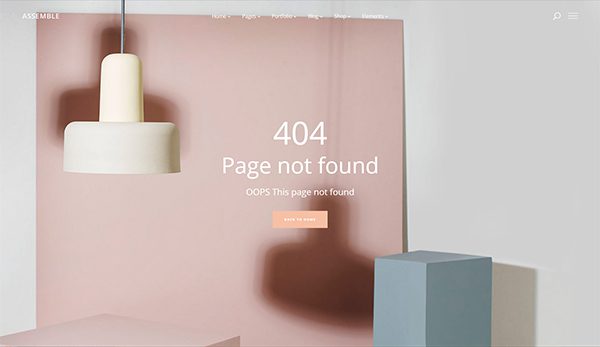 ASSEMBLE
Home Pages Portfolio Blog Shop Elements
404
Page not found
OOPS This page not found
BACK TO HOME